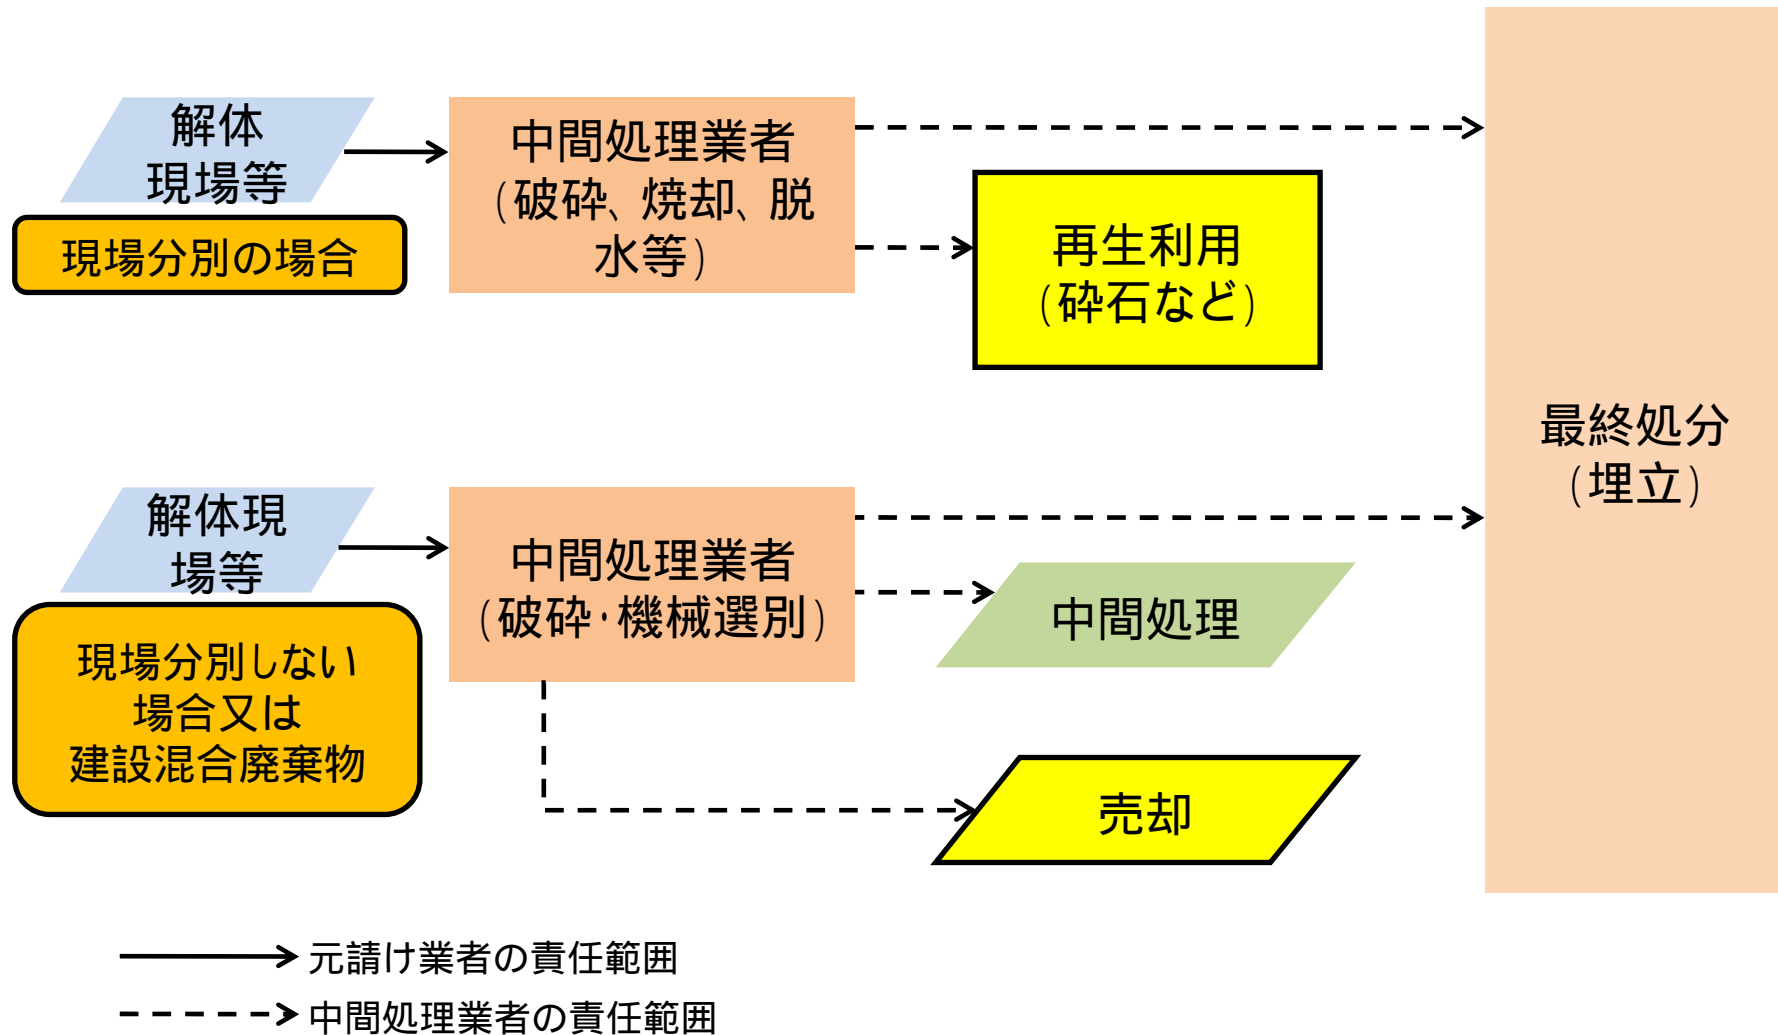 解体
現場等
現場分別の場合
中間処理業者
(破砕、焼却、脱
水等)
再生利用
(砕石など)
最終処分
(埋立)
解体現
場等
現場分別しない
場合又は
建設混合廃棄物
中間処理業者
(破砕・機械選別)
中間処理
売却
元請け業者の責任範囲
中間処理業者の責任範囲